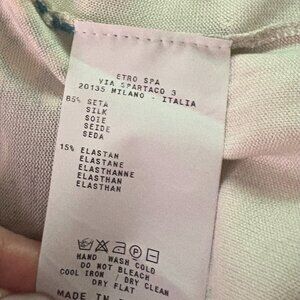 ETRO SPA
VIA SPARTACO 3
20135 MILANO - ITALIA
85% SETA
SILK
SOIE
SEIDE
SEDA
15% ELASTAN
ELASTANE
ELASTHANNE
ELASTHAN
ELASTHAN
HAND WASH COLD
DO NOT BLEACH
COOL IRON / DRY CLEAN
DRY FLAT
MADE IN